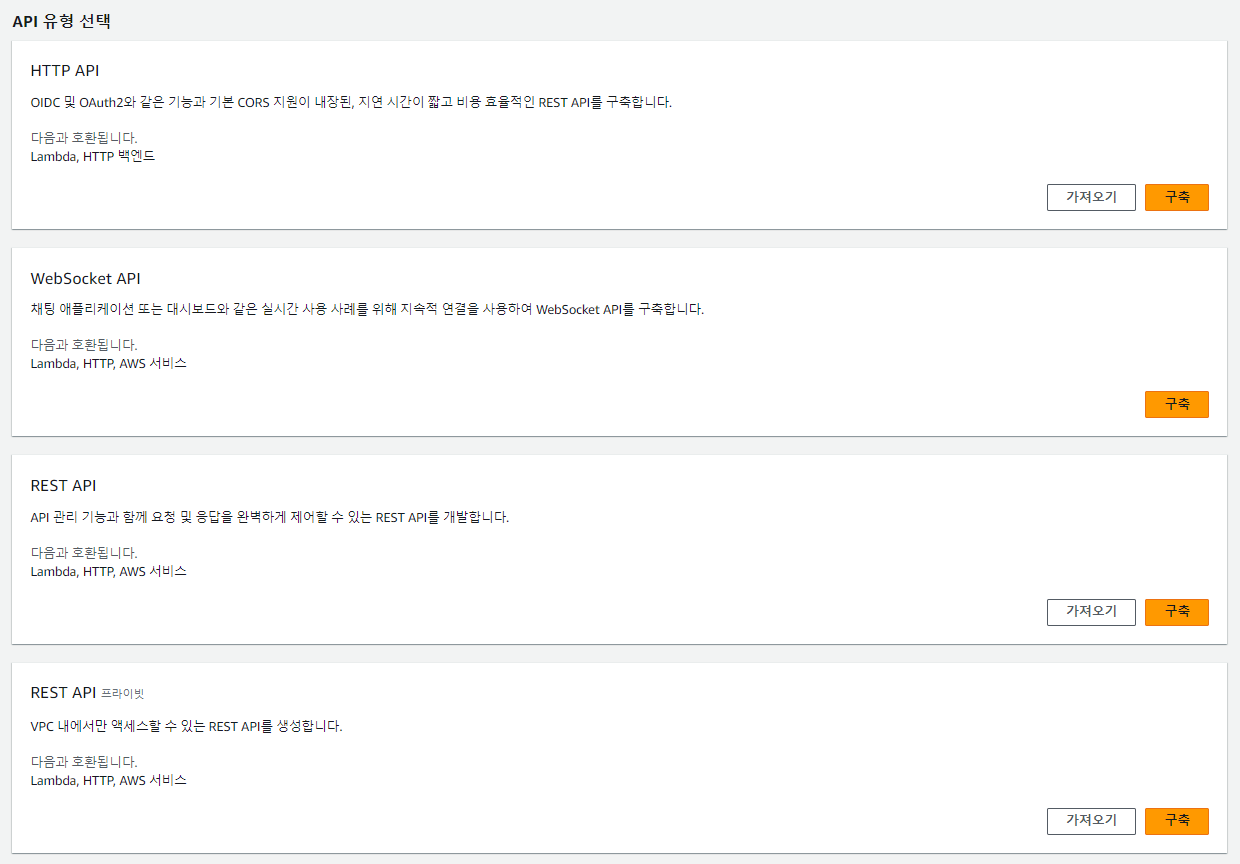 API 유형 선택
HTTP API
OIDC 및 OAuth2와 같은 기능과 기본 CORS 지원이 내장된, 지연 시간이 짧고 비용 효율적인 REST API를 구축합니다.
다음과 호환됩니다.
Lambda, HTTP 백엔드
가져오기 구축
WebSocket API
채팅 애플리케이션 또는 대시보드와 같은 실시간 사용 사례를 위해 지속적 연결을 사용하여 WebSocket API를 구축합니다.
다음과 호환됩니다.
Lambda, HTTP, AWS 서비스
구축
REST API
API 관리 기능과 함께 요청 및 응답을 완벽하게 제어할 수 있는 REST API를 개발합니다.
다음과 호환됩니다.
Lambda, HTTP, AWS 서비스
가져오기 구축
REST API 프라이빗
VPC 내에서만 액세스할 수 있는 REST API를 생성합니다.
다음과 호환됩니다.
Lambda, HTTP, AWS 서비스
가져오기 구축